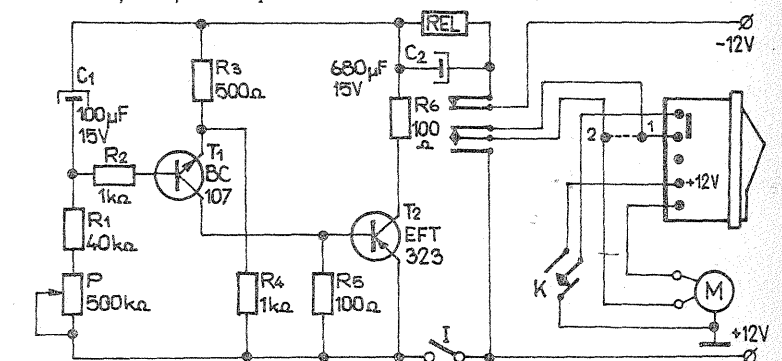 REL
-12V
C1
100µF
15V
R3
500Ω
680µF
15V
C2
R6
100
Ω
R2
1kΩ
T1
BC
107
2
1
+12V
R1
40kΩ
T2
EFT
323
P
500kΩ
R4
1kΩ
R5
100Ω
K
M
I
+12V